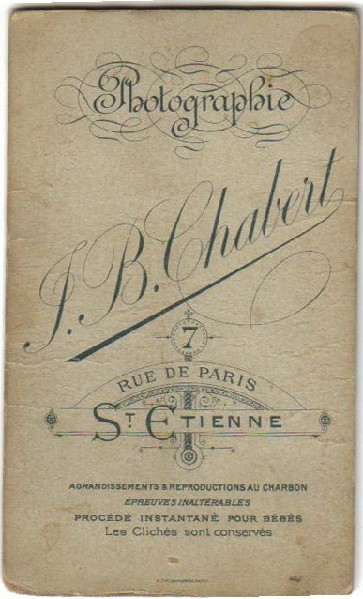 Photographie
J. B. Chabert
7
RUE DE PARIS
ST ETIENNE
AGRANDISSEMENTS & REPRODUCTIONS AU CHARBON
ÉPREUVES INALTÉRABLES
PROCÉDÉ INSTANTANÉ POUR BÉBÉS
Les Clichés sont conservés